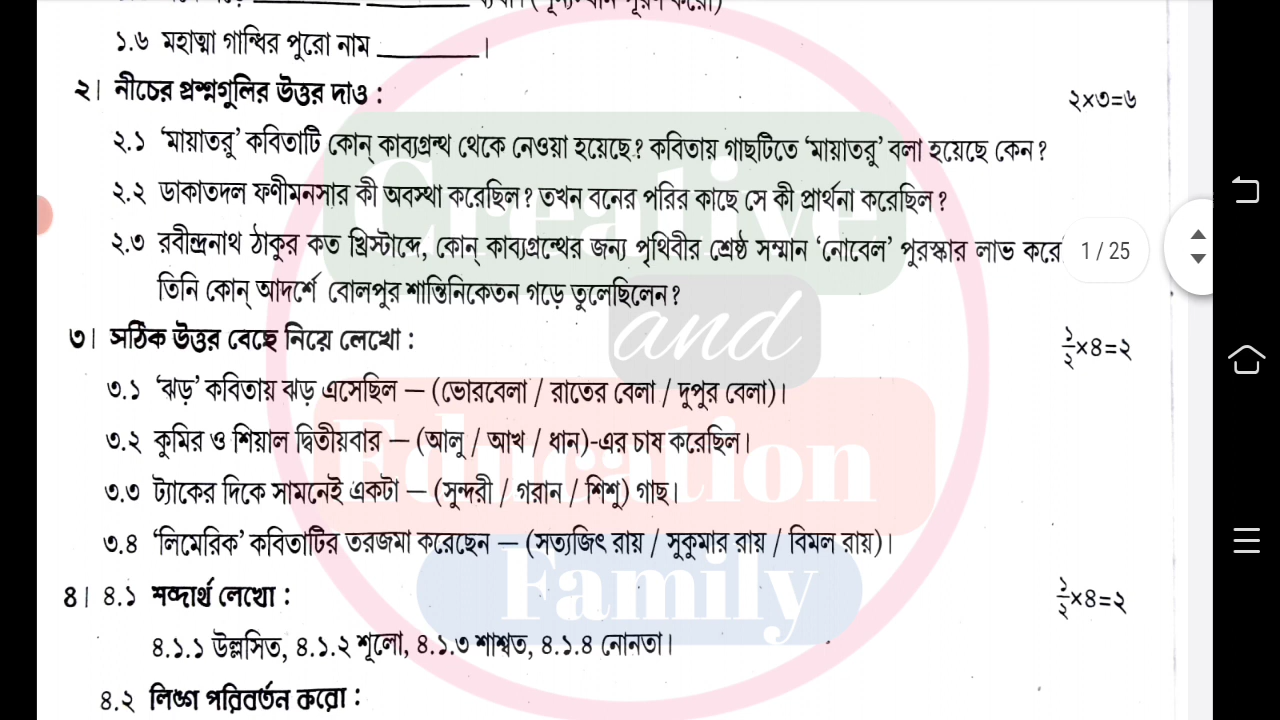 ১.৬ মহাত্মা গান্ধির পুরো নাম ________।
২। নীচের প্রশ্নগুলির উত্তর দাও : ২×৩=৬
২.১ ‘মায়াতরু’ কবিতাটি কোন্ কাব্যগ্রন্থ থেকে নেওয়া হয়েছে? কবিতায় গাছটিতে ‘মায়াতরু’ বলা হয়েছে কেন?
২.২ ডাকাতদল ফণীমনসার কী অবস্থা করেছিল? তখন বনের পরির কাছে সে কী প্রার্থনা করেছিল?
২.৩ রবীন্দ্রনাথ ঠাকুর কত খ্রিস্টাব্দে, কোন্ কাব্যগ্রন্থের জন্য পৃথিবীর শ্রেষ্ঠ সম্মান ‘নোবেল’ পুরস্কার লাভ করে
1 / 25
তিনি কোন্ আদর্শে বোলপুর শান্তিনিকেতন গড়ে তুলেছিলেন?
৩। সঠিক উত্তর বেছে নিয়ে লেখো : ১/২×৪=২
৩.১ ‘ঝড়’ কবিতায় ঝড় এসেছিল — (ভোরবেলা / রাতের বেলা / দুপুর বেলা)।
৩.২ কুমির ও শিয়াল দ্বিতীয়বার — (আলু / আখ / ধান)-এর চাষ করেছিল।
৩.৩ ট্যাকের দিকে সামনেই একটা — (সুন্দরী / গরান / শিশু) গাছ।
৩.৪ ‘লিমেরিক’ কবিতাটির তরজমা করেছেন — (সত্যজিৎ রায় / সুকুমার রায় / বিমল রায়)।
৪। ৪.১ শব্দার্থ লেখো : ১/২×৪=২
৪.১.১ উল্লসিত, ৪.১.২ শূলো, ৪.১.৩ শাশ্বত, ৪.১.৪ নোনতা।
৪.২ লিঙ্গ পরিবর্তন করো :
Creative
and
Education
Family